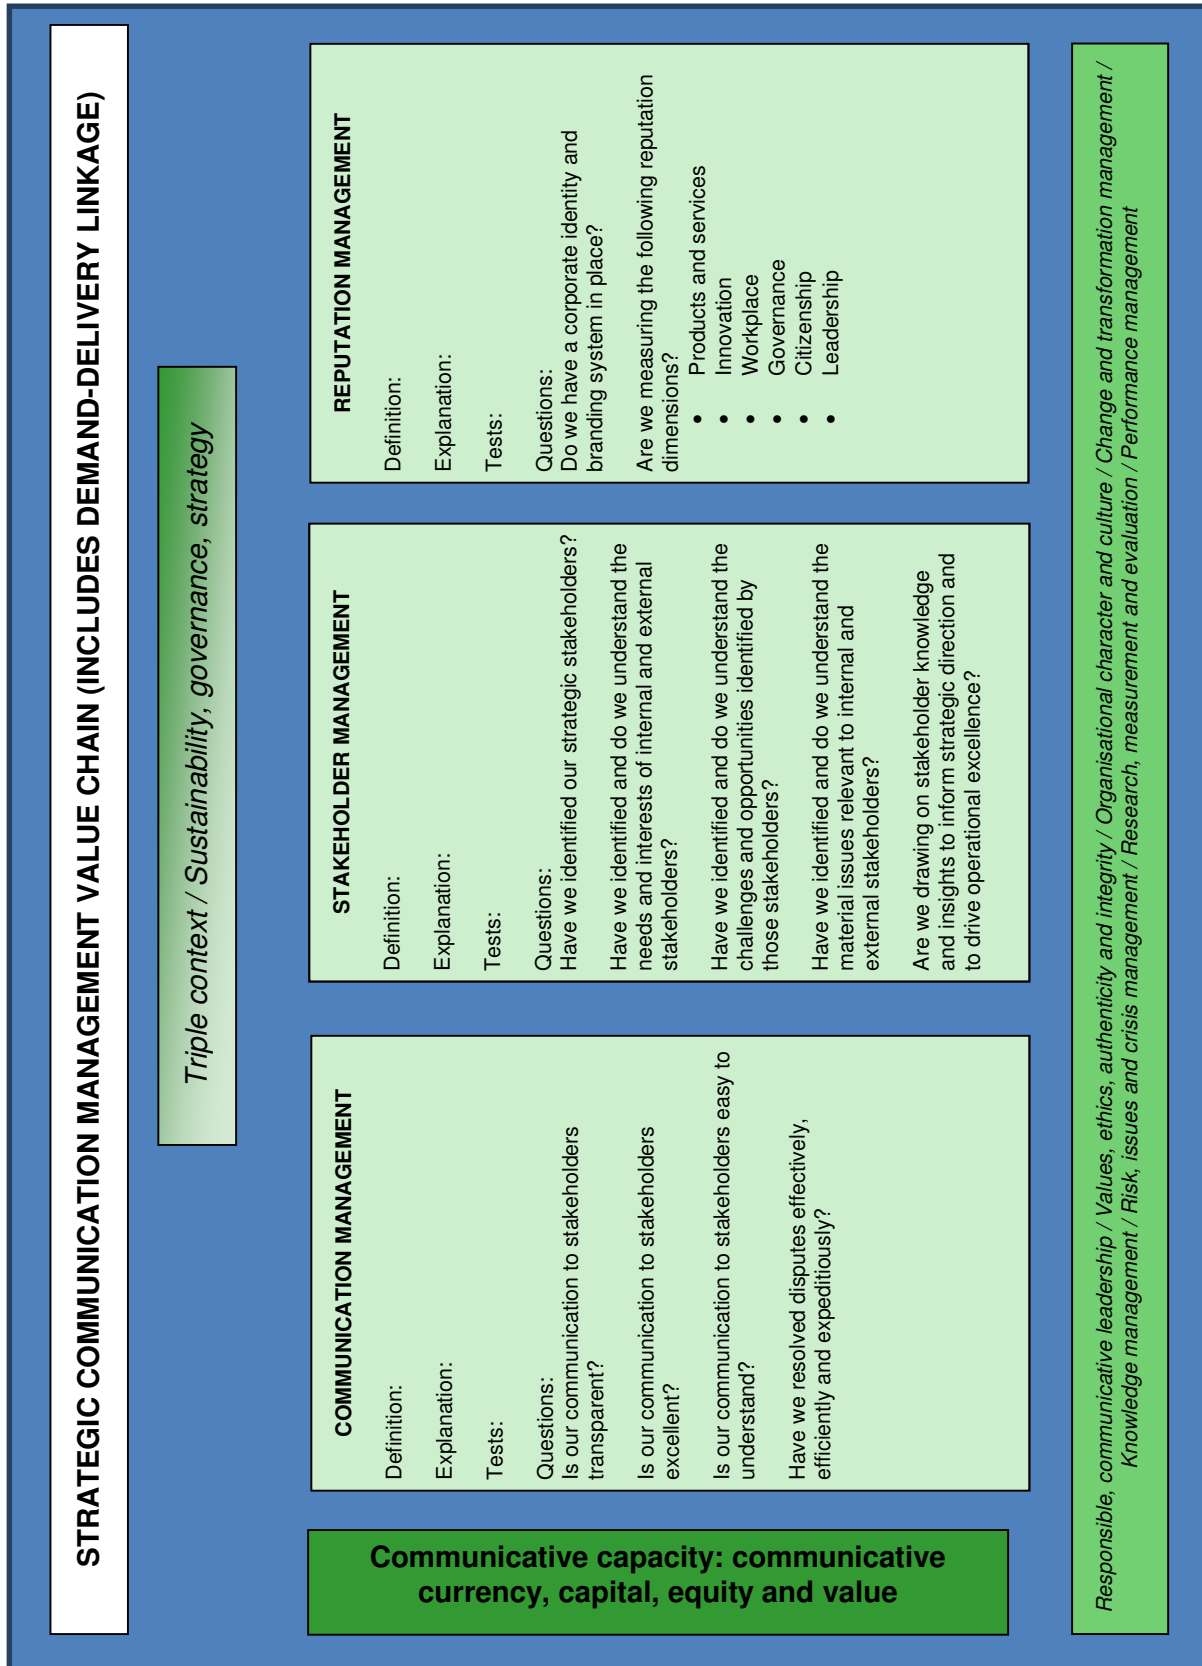 STRATEGIC COMMUNICATION MANAGEMENT VALUE CHAIN (INCLUDES DEMAND-DELIVERY LINKAGE)
Triple context / Sustainability, governance, strategy
Communicative capacity: communicative
currency, capital, equity and value
COMMUNICATION MANAGEMENT
Definition:
Explanation:
Tests:
Questions:
Is our communication to stakeholders
transparent?
Is our communication to stakeholders
excellent?
Is our communication to stakeholders easy to
understand?
Have we resolved disputes effectively,
efficiently and expeditiously?
STAKEHOLDER MANAGEMENT
Definition:
Explanation:
Tests:
Questions:
Have we identified our strategic stakeholders?
Have we identified and do we understand the
needs and interests of internal and external
stakeholders?
Have we identified and do we understand the
challenges and opportunities identified by
those stakeholders?
Have we identified and do we understand the
material issues relevant to internal and
external stakeholders?
Are we drawing on stakeholder knowledge
and insights to inform strategic direction and
to drive operational excellence?
REPUTATION MANAGEMENT
Definition:
Explanation:
Tests:
Questions:
Do we have a corporate identity and
branding system in place?
Are we measuring the following reputation
dimensions?
• Products and services
• Innovation
• Workplace
• Governance
• Citizenship
• Leadership
Responsible, communicative leadership / Values, ethics, authenticity and integrity / Organisational character and culture / Change and transformation management /
Knowledge management / Risk, issues and crisis management / Research, measurement and evaluation / Performance management